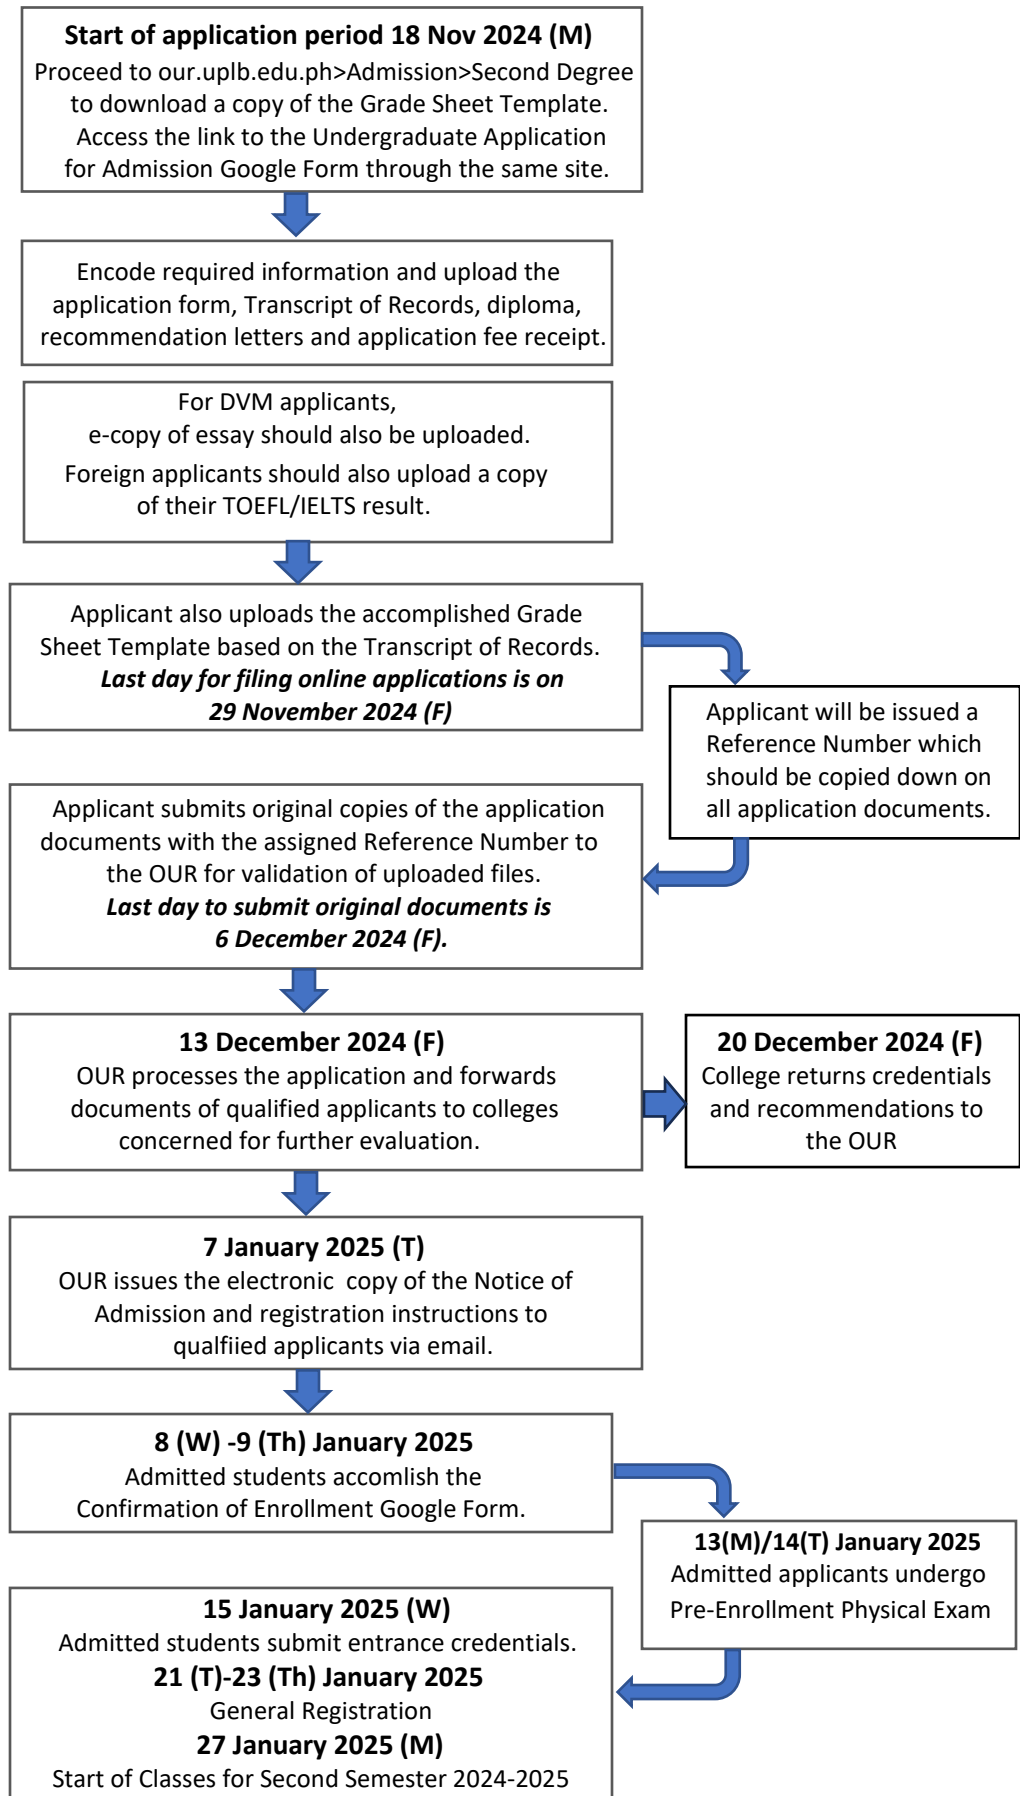 Start of application period 18 Nov 2024 (M)
Proceed to our.uplb.edu.ph>Admission>Second Degree
to download a copy of the Grade Sheet Template.
Access the link to the Undergraduate Application
for Admission Google Form through the same site.
Encode required information and upload the
application form, Transcript of Records, diploma,
recommendation letters and application fee receipt.
For DVM applicants,
e-copy of essay should also be uploaded.
Foreign applicants should also upload a copy
of their TOEFL/IELTS result.
Applicant also uploads the accomplished Grade
Sheet Template based on the Transcript of Records.
Last day for filing online applications is on
29 November 2024 (F)
Applicant will be issued a
Reference Number which
should be copied down on
all application documents.
Applicant submits original copies of the application
documents with the assigned Reference Number to
the OUR for validation of uploaded files.
Last day to submit original documents is
6 December 2024 (F).
13 December 2024 (F)
OUR processes the application and forwards
documents of qualified applicants to colleges
concerned for further evaluation.
20 December 2024 (F)
College returns credentials
and recommendations to
the OUR
7 January 2025 (T)
OUR issues the electronic  copy of the Notice of
Admission and registration instructions to
qualfiied applicants via email.
8 (W) -9 (Th) January 2025
Admitted students accomlish the
Confirmation of Enrollment Google Form.
13(M)/14(T) January 2025
Admitted applicants undergo
Pre-Enrollment Physical Exam
15 January 2025 (W)
Admitted students submit entrance credentials.
21 (T)-23 (Th) January 2025
General Registration
27 January 2025 (M)
Start of Classes for Second Semester 2024-2025